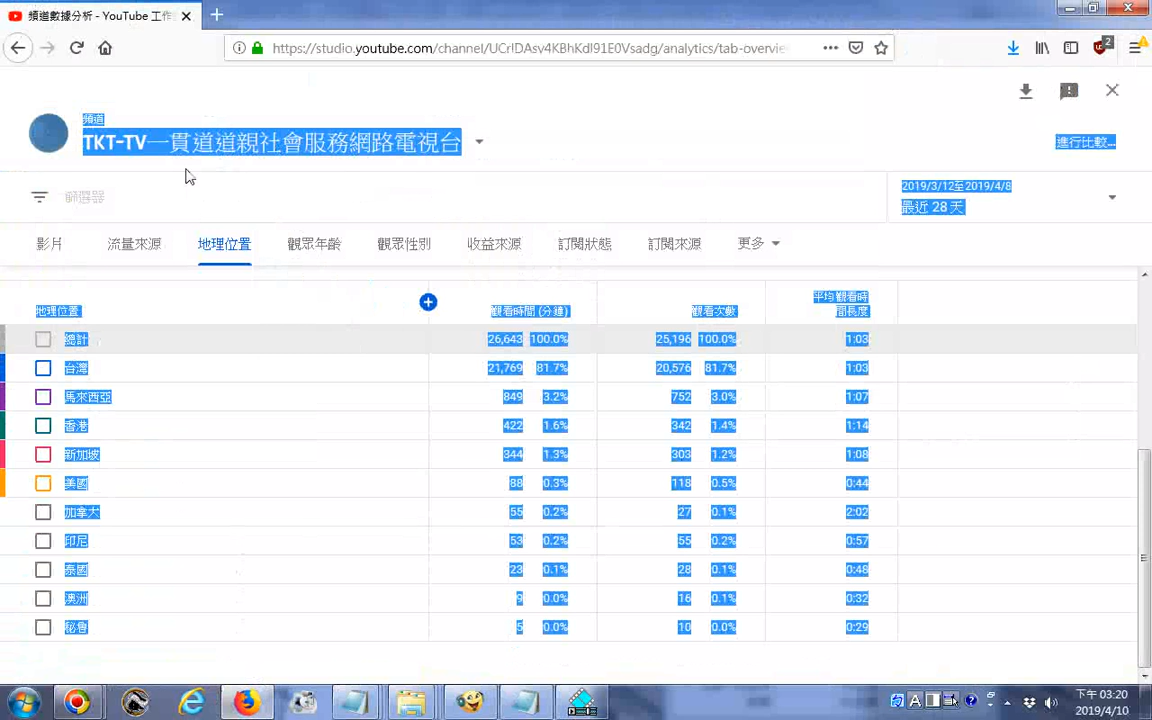 頻道數據分析 - YouTube 工作
https://studio.youtube.com/channel/UCrIDAsv4KBhKdI91E0Vsadg/analytics/tab-overvie
2
頻道
TKT-TV一貫道道親社會服務網路電視台
進行比較...
篩選器
2019/3/12至2019/4/8
最近 28 天
影片 流量來源 地理位置 觀眾年齡 觀眾性別 收益來源 訂閱狀態 訂閱來源 更多
地理位置 觀看時間 (分鐘) 觀看次數 平均觀看時
間長度
總計 26,643 100.0% 25,196 100.0% 1:03
台灣 21,769 81.7% 20,576 81.7% 1:03
馬來西亞 849 3.2% 752 3.0% 1:07
香港 422 1.6% 342 1.4% 1:14
新加坡 344 1.3% 303 1.2% 1:08
美國 88 0.3% 118 0.5% 0:44
加拿大 55 0.2% 27 0.1% 2:02
印尼 53 0.2% 55 0.2% 0:57
泰國 23 0.1% 28 0.1% 0:48
澳洲 9 0.0% 16 0.1% 0:32
秘魯 5 0.0% 10 0.0% 0:29
A
下午 03:20
2019/4/10